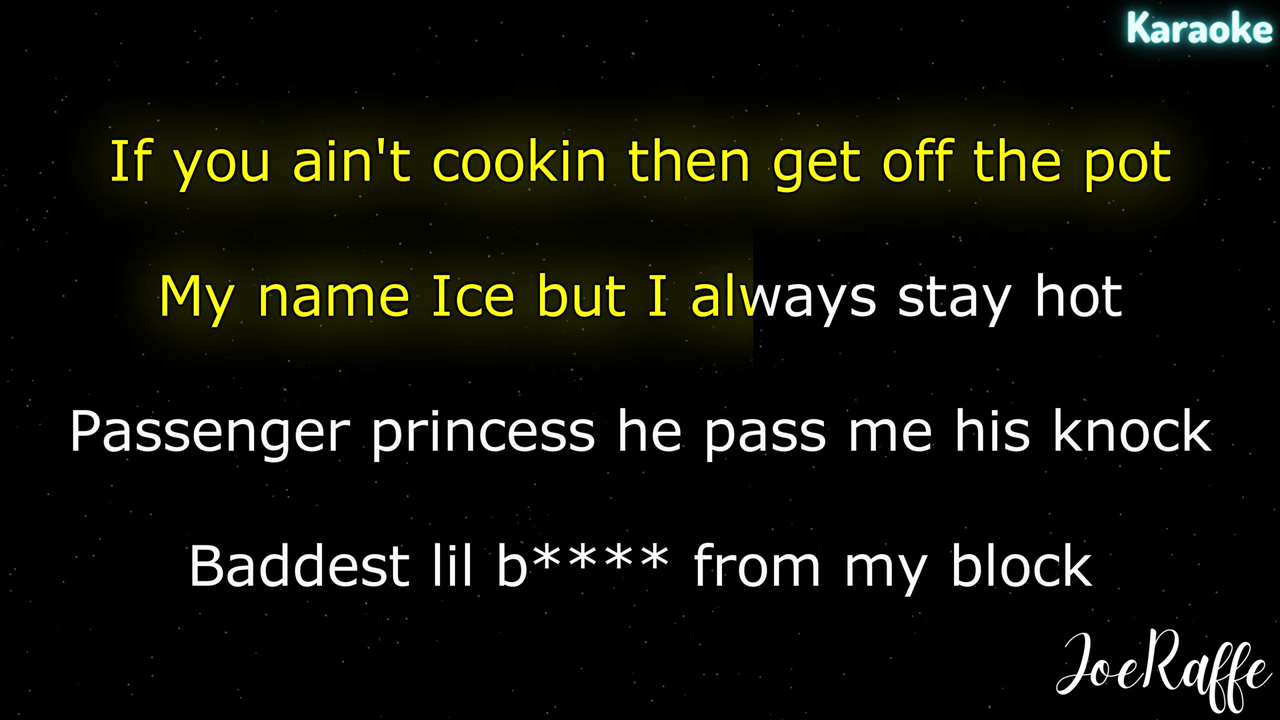 Karaoke
If you ain't cookin then get off the pot
My name Ice but I always stay hot
Passenger princess he pass me his knock
Baddest lil b**** from my block
JoeRaffe